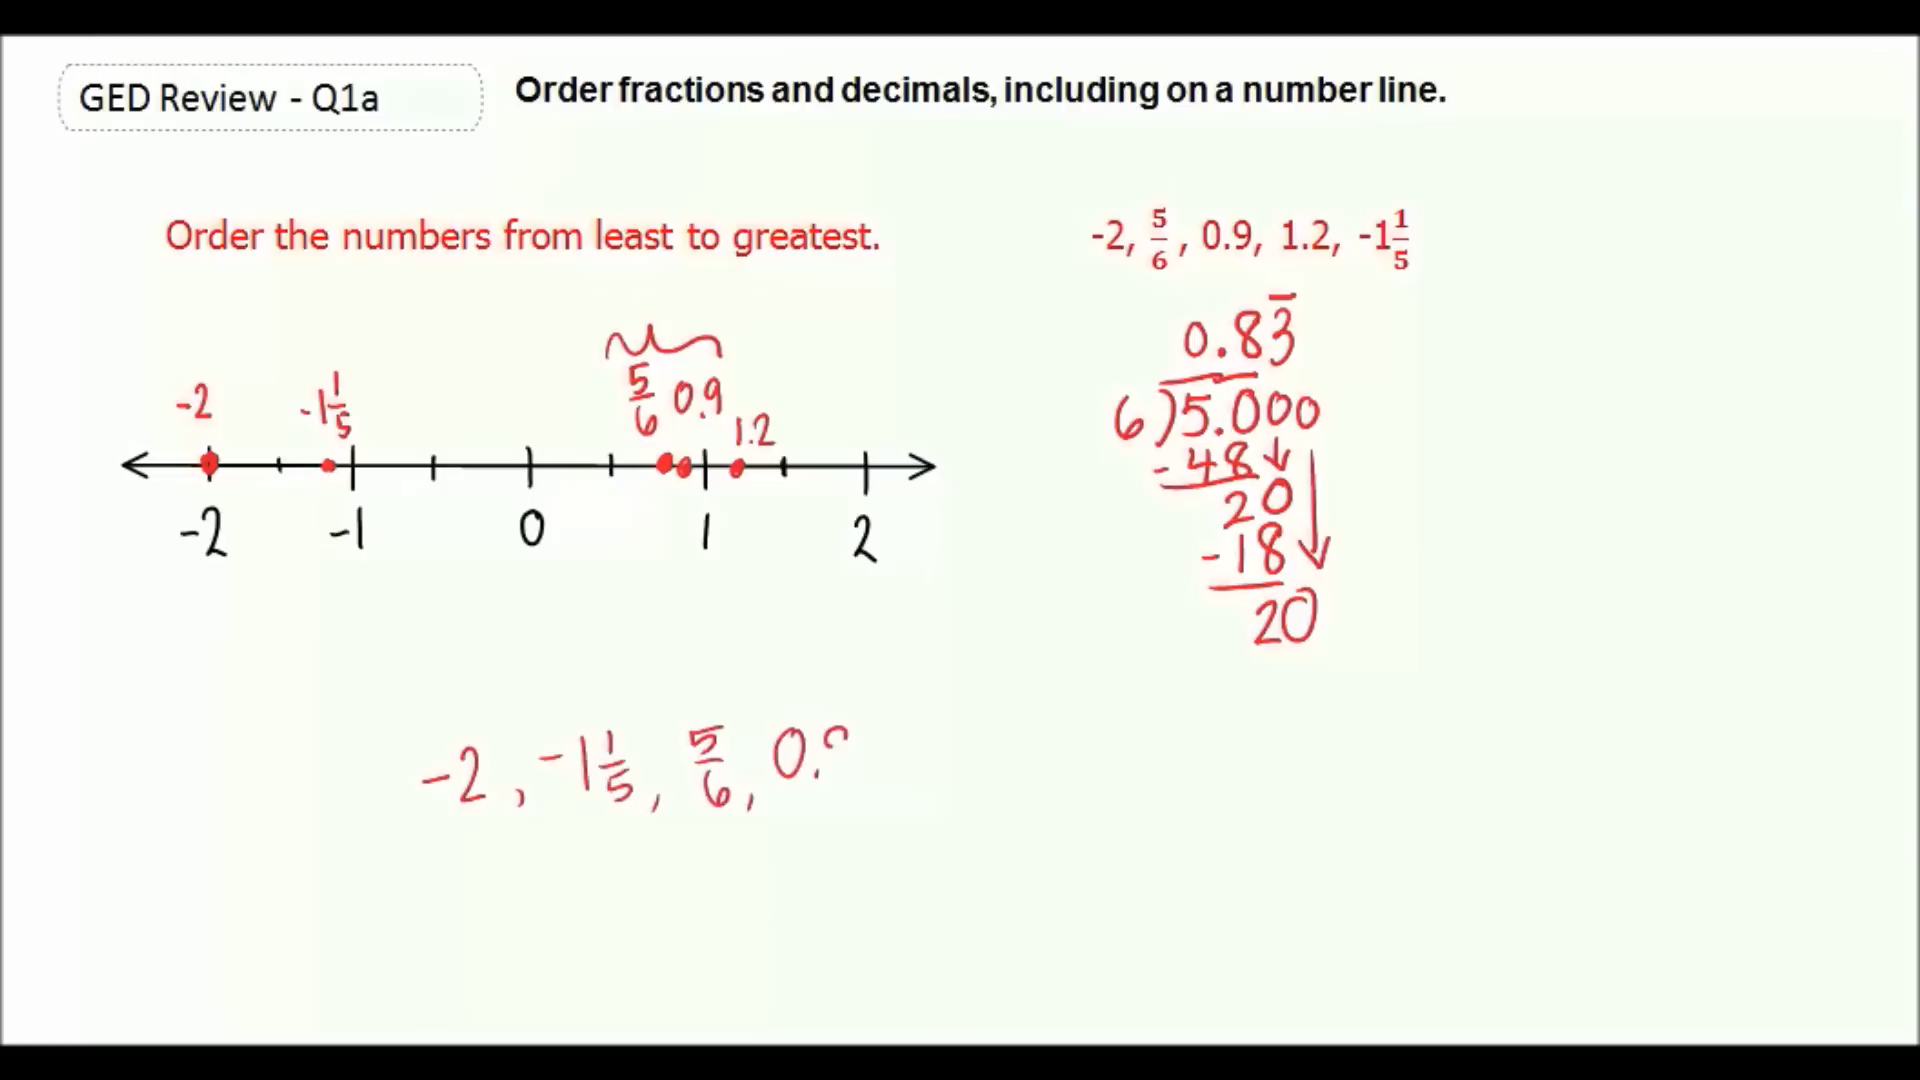 GED Review - Q1a
Order fractions and decimals, including on a number line.
Order the numbers from least to greatest.
-2, 5/6, 0.9, 1.2, -1 1/5
-2 -1 1/5 5/6 0.9 1.2
-2 -1 0 1 2
0.83̅
6)5.000
-48
20
-18
20
-2, -1 1/5, 5/6, 0.